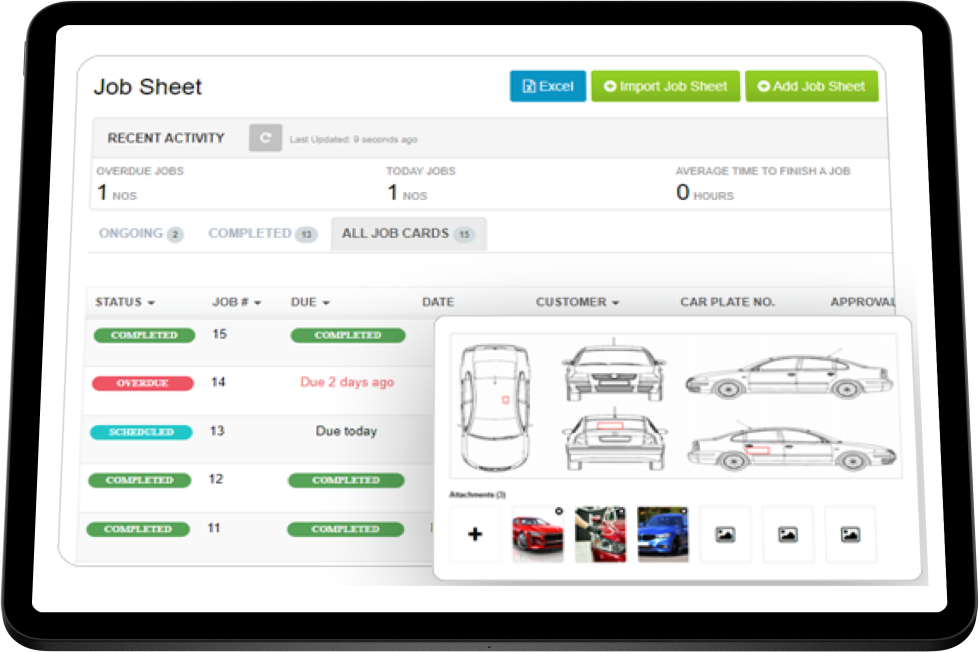 Job Sheet
Excel
Import Job Sheet
Add Job Sheet
RECENT ACTIVITY
Last Updated: 9 seconds ago
OVERDUE JOBS
TODAY JOBS
AVERAGE TIME TO FINISH A JOB
1 NOS
1 NOS
0 HOURS
ONGOING 2
COMPLETED 13
ALL JOB CARDS 15
STATUS JOB # DUE DATE CUSTOMER CAR PLATE NO. APPROVAL
COMPLETED 15 COMPLETED
OVERDUE 14 Due 2 days ago
SCHEDULED 13 Due today
COMPLETED 12 COMPLETED
COMPLETED 11 COMPLETED
Attachments (3)